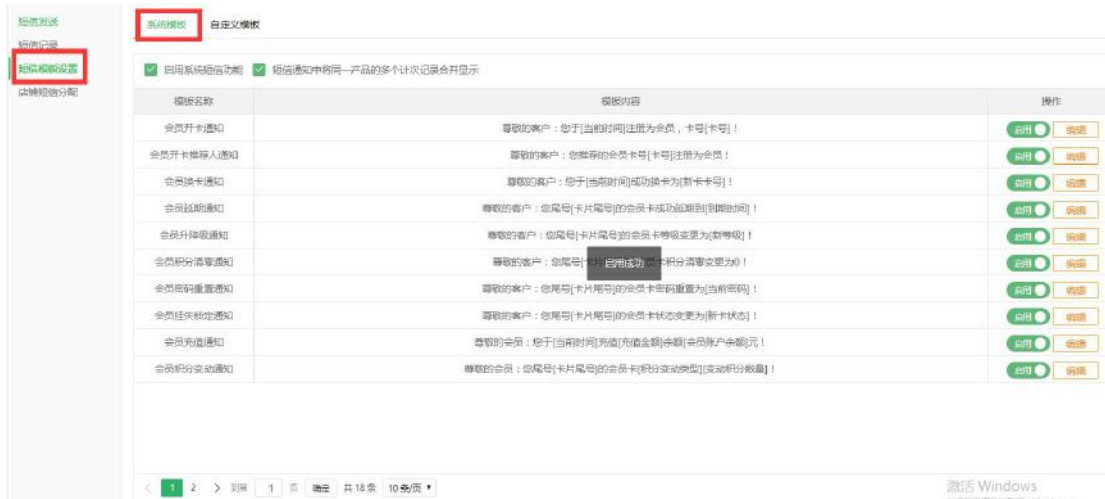 短信发送
短信记录
短信模板设置
店铺短信分配
系统模板 自定义模板
启用系统短信功能 短信通知中将同一产品的多个计次记录合并显示
模板名称 模板内容 操作
会员开卡通知 尊敬的客户：您于[当前时间]注册为会员，卡号[卡号]！ 启用 编辑
会员开卡推荐人通知 尊敬的客户：您推荐的会员卡号[卡号]注册为会员！ 启用 编辑
会员换卡通知 尊敬的客户：您于[当前时间]成功换卡为[新卡卡号]！ 启用 编辑
会员延期通知 尊敬的客户：您尾号[卡片尾号]的会员卡成功延期到[到期时间]！ 启用 编辑
会员升降级通知 尊敬的客户：您尾号[卡片尾号]的会员卡等级变更为[新等级]！ 启用 编辑
会员积分清零通知 尊敬的客户：您尾号[卡片 员卡积分清零变更为0！ 启用 编辑
启用成功
会员密码重置通知 尊敬的客户：您尾号[卡片尾号]的会员卡密码重置为[当前密码]！ 启用 编辑
会员挂失锁定通知 尊敬的客户：您尾号[卡片尾号]的会员卡状态变更为[新卡状态]！ 启用 编辑
会员充值通知 尊敬的会员：您于[当前时间]充值[充值金额]余额[会员账户余额]元！ 启用 编辑
会员积分变动通知 尊敬的会员：您尾号[卡片尾号]的会员卡[积分变动类型][变动积分数量]！ 启用 编辑
< 1 2 > 到第 1 页 确定 共18条 10条/页
激活 Windows